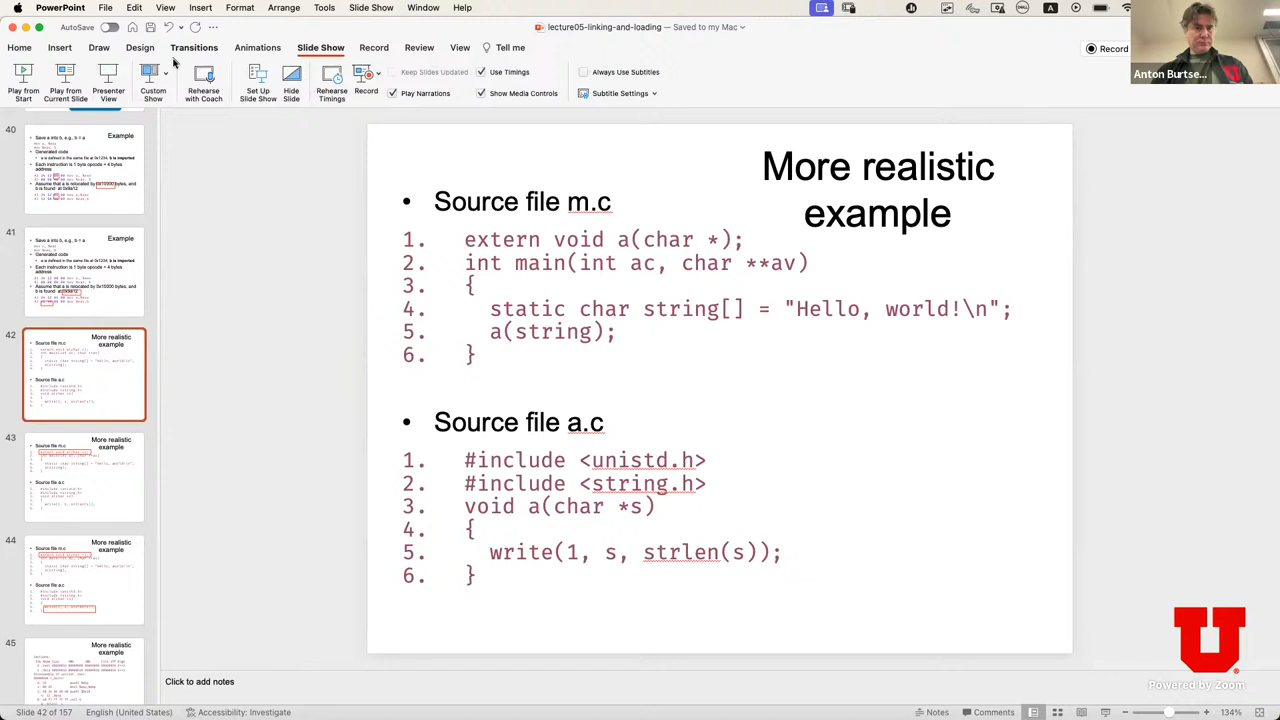 PowerPoint File Edit View Insert Format Arrange Tools Slide Show Window Help
AutoSave lecture05-linking-and-loading — Saved to my Mac
Home Insert Draw Design Transitions Animations Slide Show Record Review View Tell me Record
Play from Start Play from Current Slide Presenter View Custom Show Rehearse with Coach Set Up Slide Show Hide Slide Rehearse Timings Record
Keep Slides Updated Use Timings Always Use Subtitles
Play Narrations Show Media Controls Subtitle Settings
Anton Burtse...
40
Example
41
Example
42
More realistic example
43
More realistic example
44
More realistic example
45
More realistic example
More realistic
example
• Source file m.c
1. extern void a(char *);
2. int main(int ac, char **av)
3. {
4. static char string[] = "Hello, world!\n";
5. a(string);
6. }
• Source file a.c
1. #include <unistd.h>
2. #include <string.h>
3. void a(char *s)
4. {
5. write(1, s, strlen(s));
6. }
U
Powered by Zoom
Click to add notes
Slide 42 of 157 English (United States) Accessibility: Investigate Notes Comments 134%